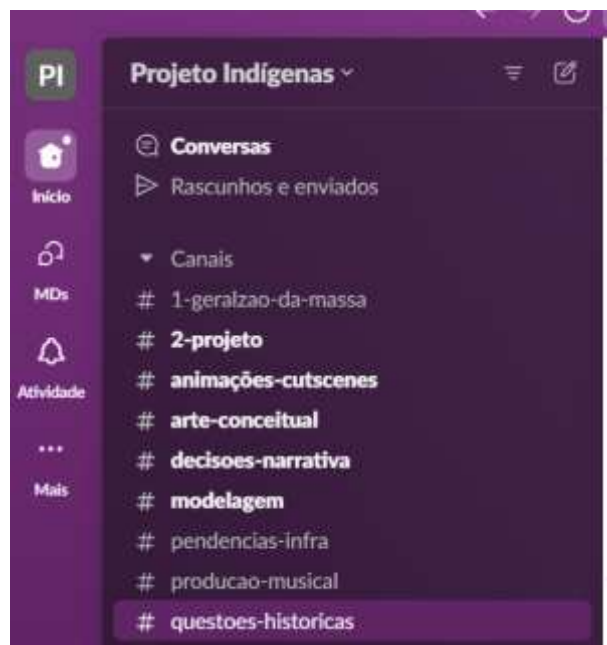 PI
Projeto Indígenas
Início
MDs
Atividade
Mais
Conversas
Rascunhos e enviados
Canais
# 1-geralzao-da-massa
# 2-projeto
# animações-cutscenes
# arte-conceitual
# decisoes-narrativa
# modelagem
# pendencias-infra
# producao-musical
# questoes-historicas